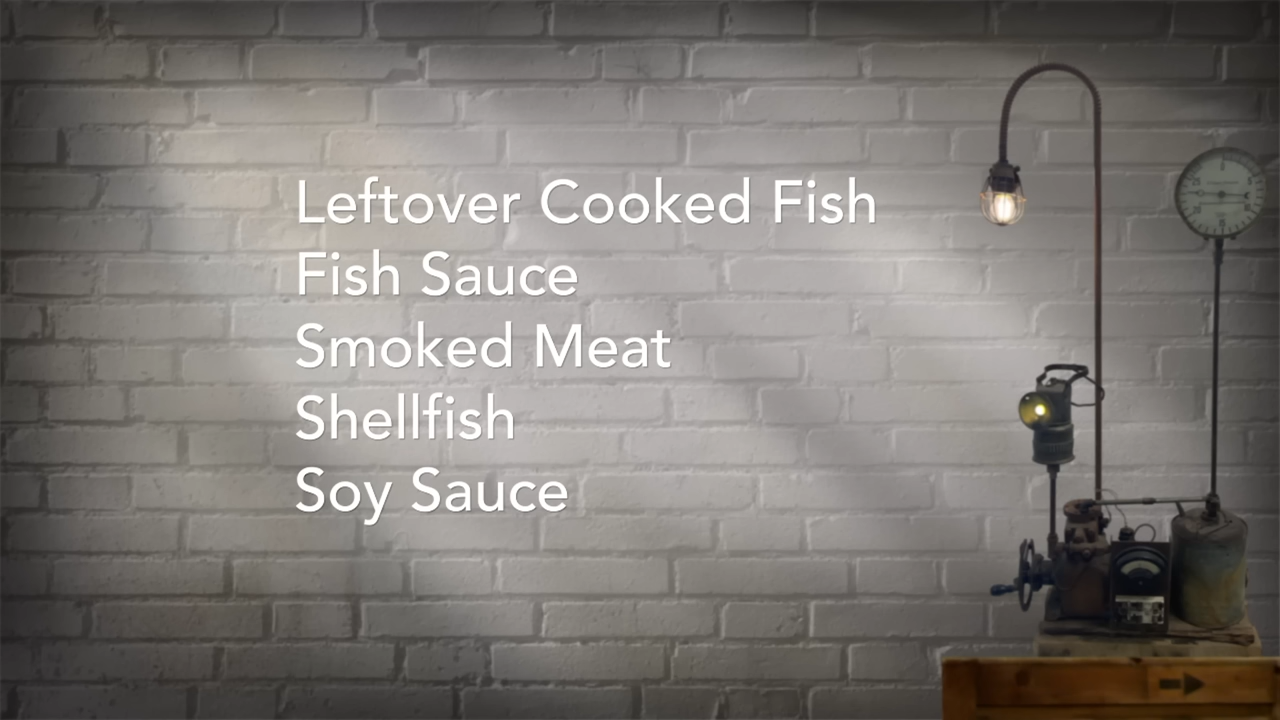 Leftover Cooked Fish
Fish Sauce
Smoked Meat
Shellfish
Soy Sauce